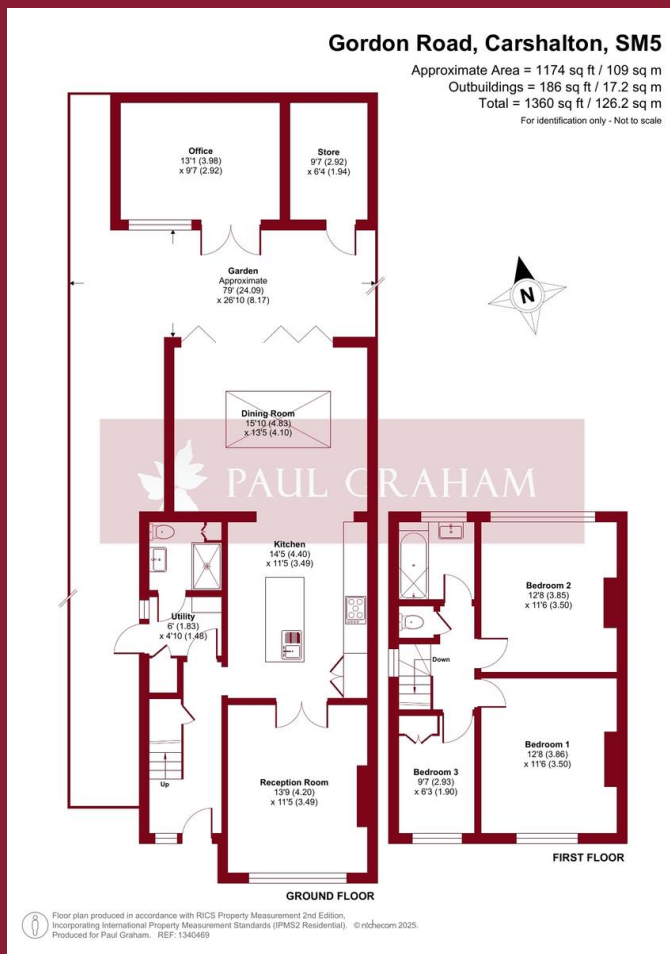 Gordon Road, Carshalton, SM5
Approximate Area = 1174 sq ft / 109 sq m
Outbuildings = 186 sq ft / 17.2 sq m
Total = 1360 sq ft / 126.2 sq m
For identification only - Not to scale
Office
13'1 (3.98)
x 9'7 (2.92)
Store
9'7 (2.92)
x 6'4 (1.94)
Garden
Approximate
79' (24.09)
x 26'10 (8.17)
N
Dining Room
15'10 (4.83)
x 13'5 (4.10)
PAUL GRAHAM
Kitchen
14'5 (4.40)
x 11'5 (3.49)
Utility
6' (1.83)
x 4'10 (1.48)
Up
Reception Room
13'9 (4.20)
x 11'5 (3.49)
GROUND FLOOR
Bedroom 2
12'8 (3.85)
x 11'6 (3.50)
Down
Bedroom 1
12'8 (3.86)
x 11'6 (3.50)
Bedroom 3
9'7 (2.93)
x 6'3 (1.90)
FIRST FLOOR
Floor plan produced in accordance with RICS Property Measurement 2nd Edition,
Incorporating International Property Measurement Standards (IPMS2 Residential). © nichecom 2025.
Produced for Paul Graham. REF: 1340469